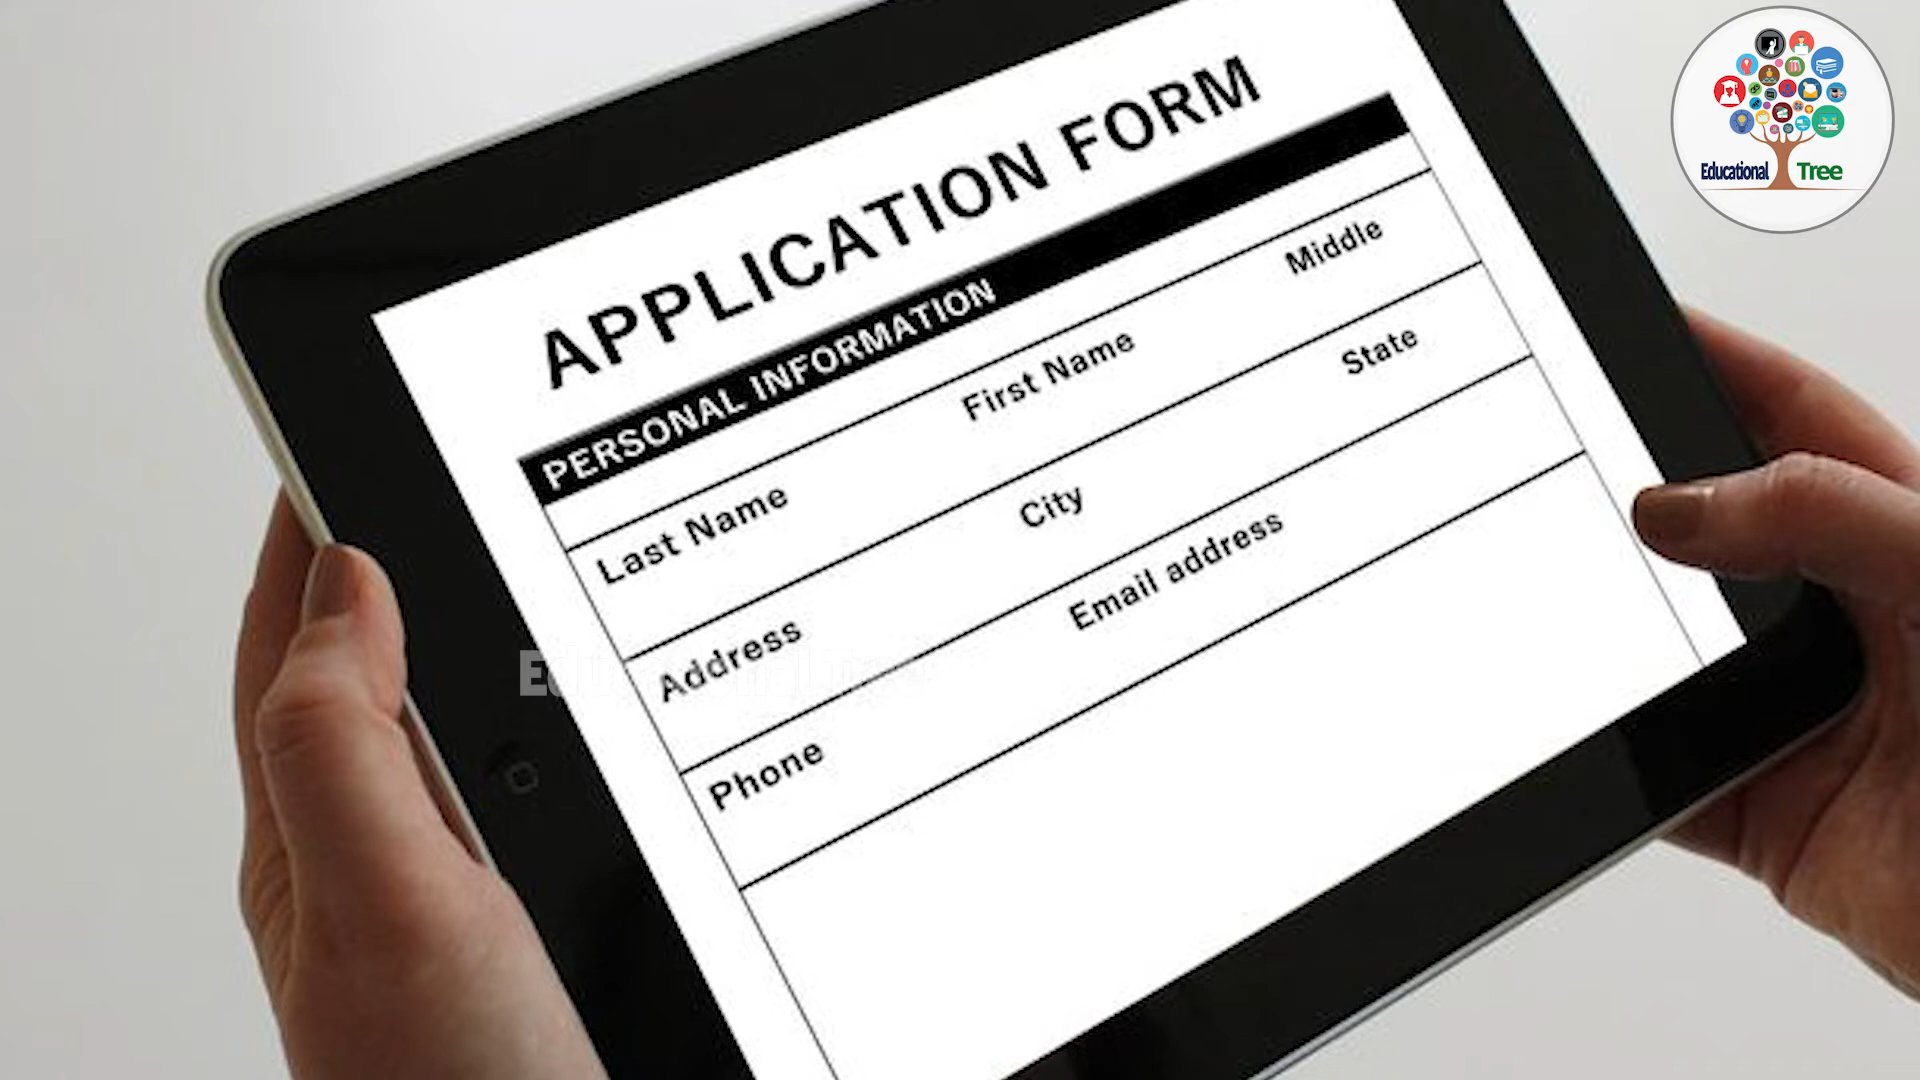 APPLICATION FORM
PERSONAL INFORMATION
Last Name First Name Middle
Address City State
Phone Email address
Educational Tree